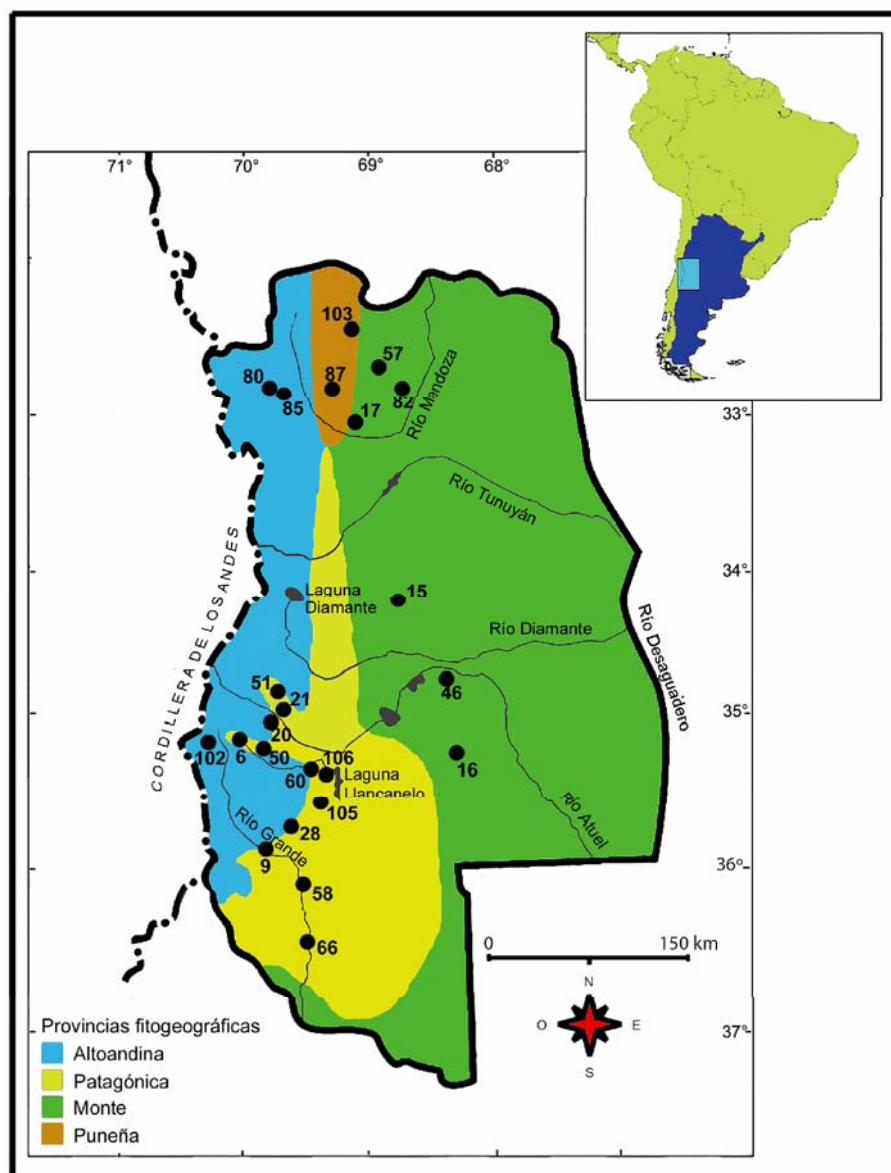 71°
70°
69°
68°
103
57
80
87
85
82
17
Río Mendoza
33°
Río Tunuyán
CORDILLERA DE LOS ANDES
34°
34°
15
Laguna
Diamante
Río Diamante
Río Desaguadero
51
46
21
35°
35°
20
102
6
50
106
16
60
Laguna
Llancanelo
105
Río Atuel
28
Río Grande
9
36°
58
66
0
150 km
N
O
E
S
37°
Provincias fitogeográficas
Altoandina
Patagónica
Monte
Puneña